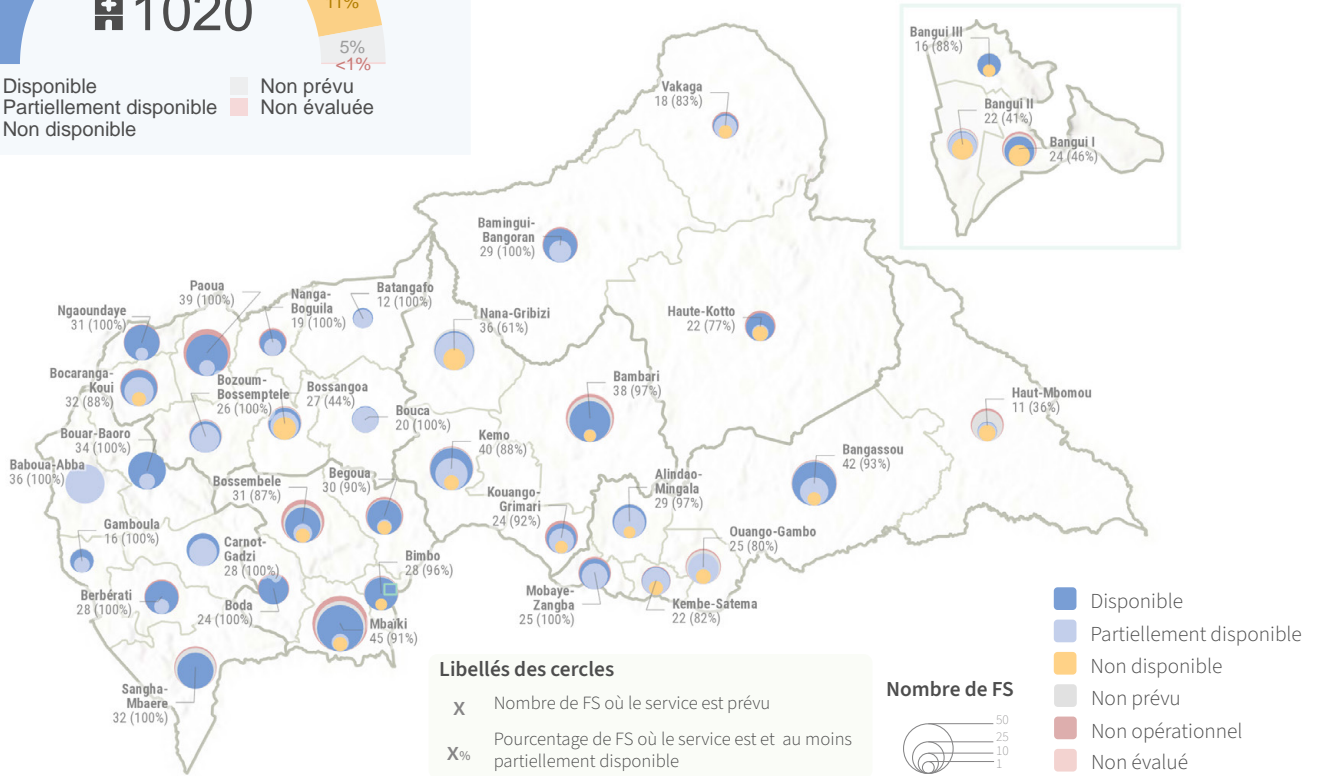 1020
11%
5%
<1%
Disponible
Non prévu
Partiellement disponible
Non évaluée
Non disponible
Bangui III
16 (88%)
Bangui II
22 (41%)
Bangui I
24 (46%)
Vakaga
18 (83%)
Bamingui-
Bangoran
29 (100%)
Paoua
39 (100%)
Nanga-
Boguila
19 (100%)
Batangafo
12 (100%)
Ngaoundaye
31 (100%)
Nana-Gribizi
36 (61%)
Haute-Kotto
22 (77%)
Bocaranga-
Koui
32 (88%)
Bozoum-
Bossemptele
26 (100%)
Bossangoa
27 (44%)
Bouca
20 (100%)
Bambari
38 (97%)
Haut-Mbomou
11 (36%)
Bouar-Baoro
34 (100%)
Kemo
40 (88%)
Bangassou
42 (93%)
Baboua-Abba
36 (100%)
Bossembele
31 (87%)
Begoua
30 (90%)
Kouango-
Grimari
24 (92%)
Alindao-
Mingala
29 (97%)
Gamboula
16 (100%)
Carnot-
Gadzi
28 (100%)
Ouango-Gambo
25 (80%)
Bimbo
28 (96%)
Berbérati
28 (100%)
Boda
24 (100%)
Mbaïki
45 (91%)
Mobaye-
Zangba
25 (100%)
Kembe-Satema
22 (82%)
Sangha-
Mbaere
32 (100%)
Libellés des cercles
X Nombre de FS où le service est prévu
X% Pourcentage de FS où le service est et au moins
partiellement disponible
Nombre de FS
50
25
10
1
Disponible
Partiellement disponible
Non disponible
Non prévu
Non opérationnel
Non évalué